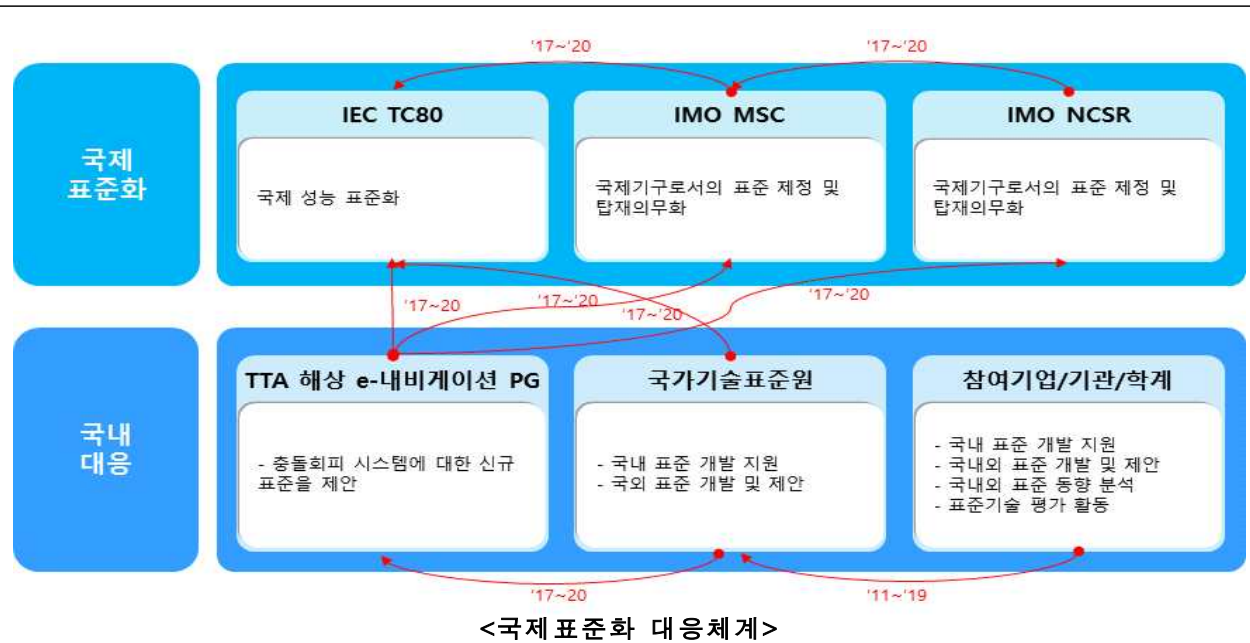 '17~'20
'17~'20
국제
표준화
IEC TC80
국제 성능 표준화
IMO MSC
국제기구로서의 표준 제정 및
탑재의무화
IMO NCSR
국제기구로서의 표준 제정 및
탑재의무화
'17~20
'17~'20
'17~20
'17~'20
국내
대응
TTA 해상 e-내비게이션 PG
- 충돌회피 시스템에 대한 신규
표준을 제안
국가기술표준원
- 국내 표준 개발 지원
- 국외 표준 개발 및 제안
참여기업/기관/학계
- 국내 표준 개발 지원
- 국내외 표준 개발 및 제안
- 국내외 표준 동향 분석
- 표준기술 평가 활동
'17~20
'11~'19
<국제표준화 대응체계>